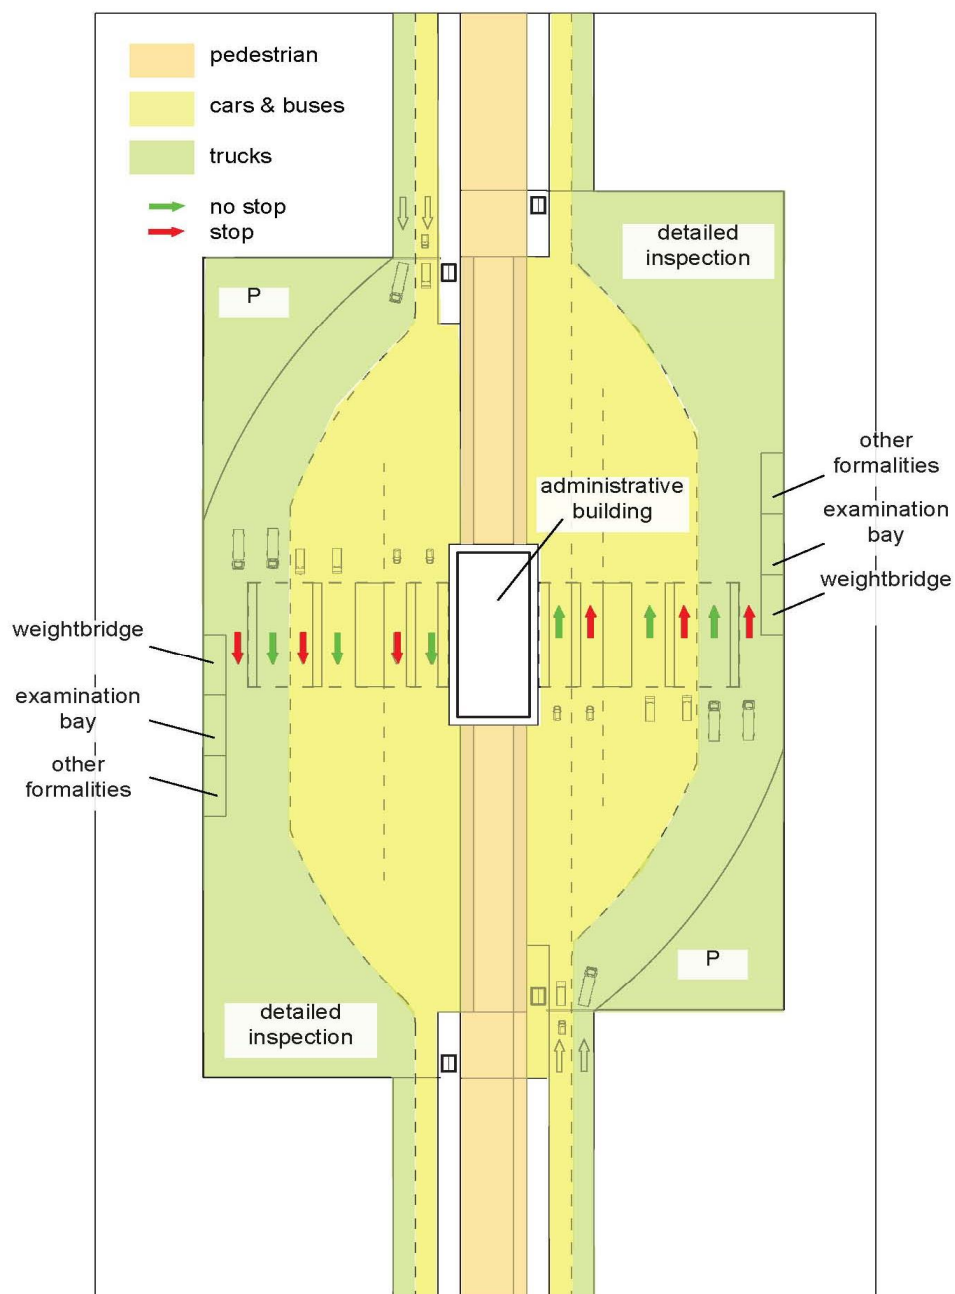 pedestrian
cars & buses
trucks
no stop
stop
detailed
inspection
P
other
formalities
administrative
building
examination
bay
weightbridge
weightbridge
examination
bay
other
formalities
P
detailed
inspection